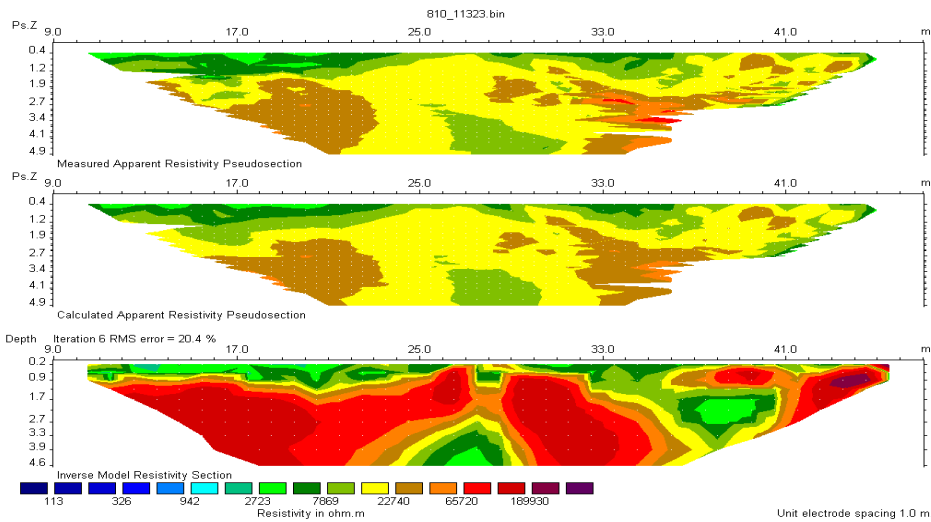 810_11323.bin
Ps.Z 9.0 17.0 25.0 33.0 41.0 m
0.4
1.2
2.0
2.7
3.4
4.1
4.9
Measured Apparent Resistivity Pseudosection
Ps.Z 9.0 17.0 25.0 33.0 41.0 m
0.4
1.2
2.0
2.7
3.4
4.1
4.9
Calculated Apparent Resistivity Pseudosection
Depth Iteration 6 RMS error = 20.4 %
9.0 17.0 25.0 33.0 41.0 m
0.2
0.9
1.7
2.7
3.3
3.9
4.6
Inverse Model Resistivity Section
113 326 942 2723 7869 22740 65720 189930
Resistivity in ohm.m Unit electrode spacing 1.0 m